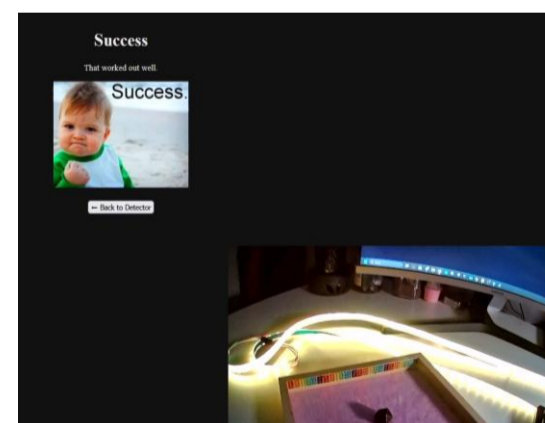 Success
That worked out well.
Success.
← Back to Detector